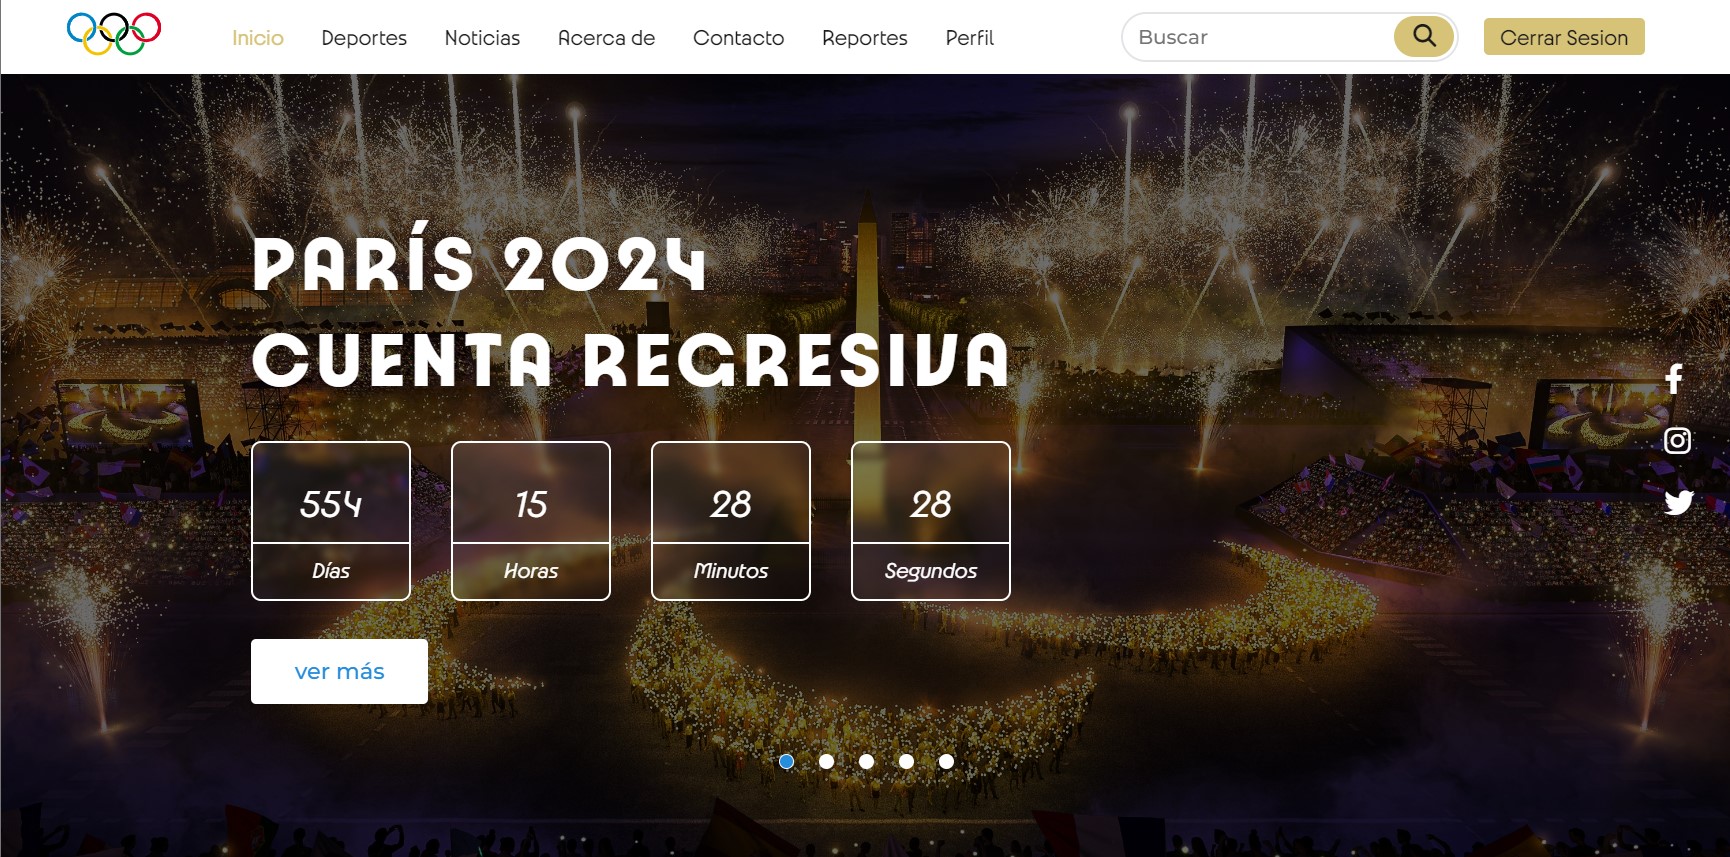 Inicio Deportes Noticias Acerca de Contacto Reportes Perfil Buscar Cerrar Sesion
PARÍS 2024
CUENTA REGRESIVA
554 15 28 28
Días Horas Minutos Segundos
ver más